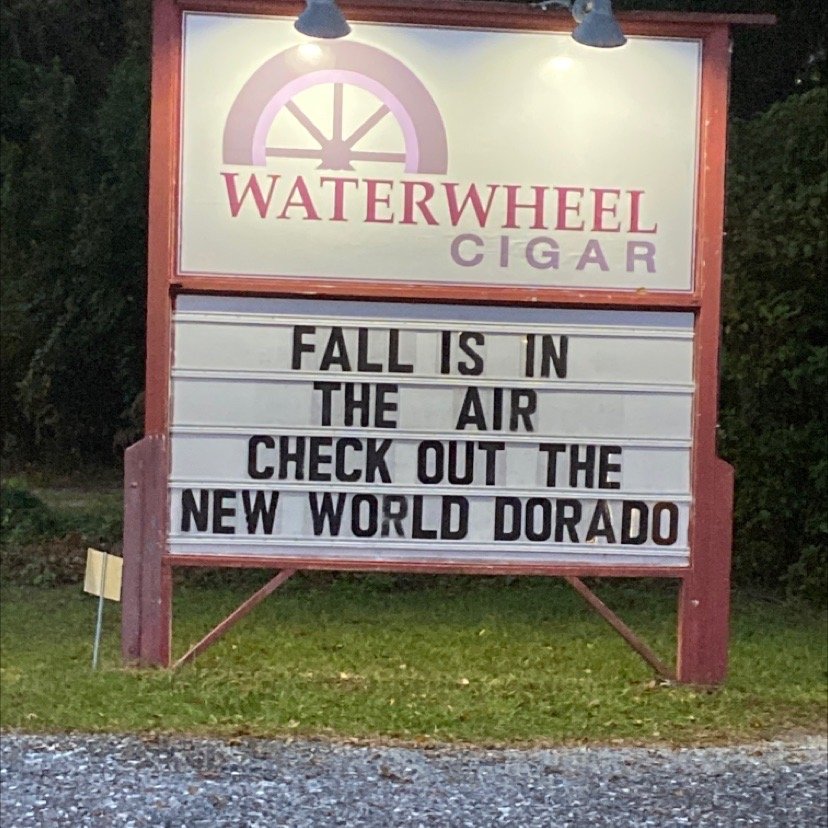 WATERWHEEL
CIGAR
FALL IS IN
THE AIR
CHECK OUT THE
NEW WORLD DORADO